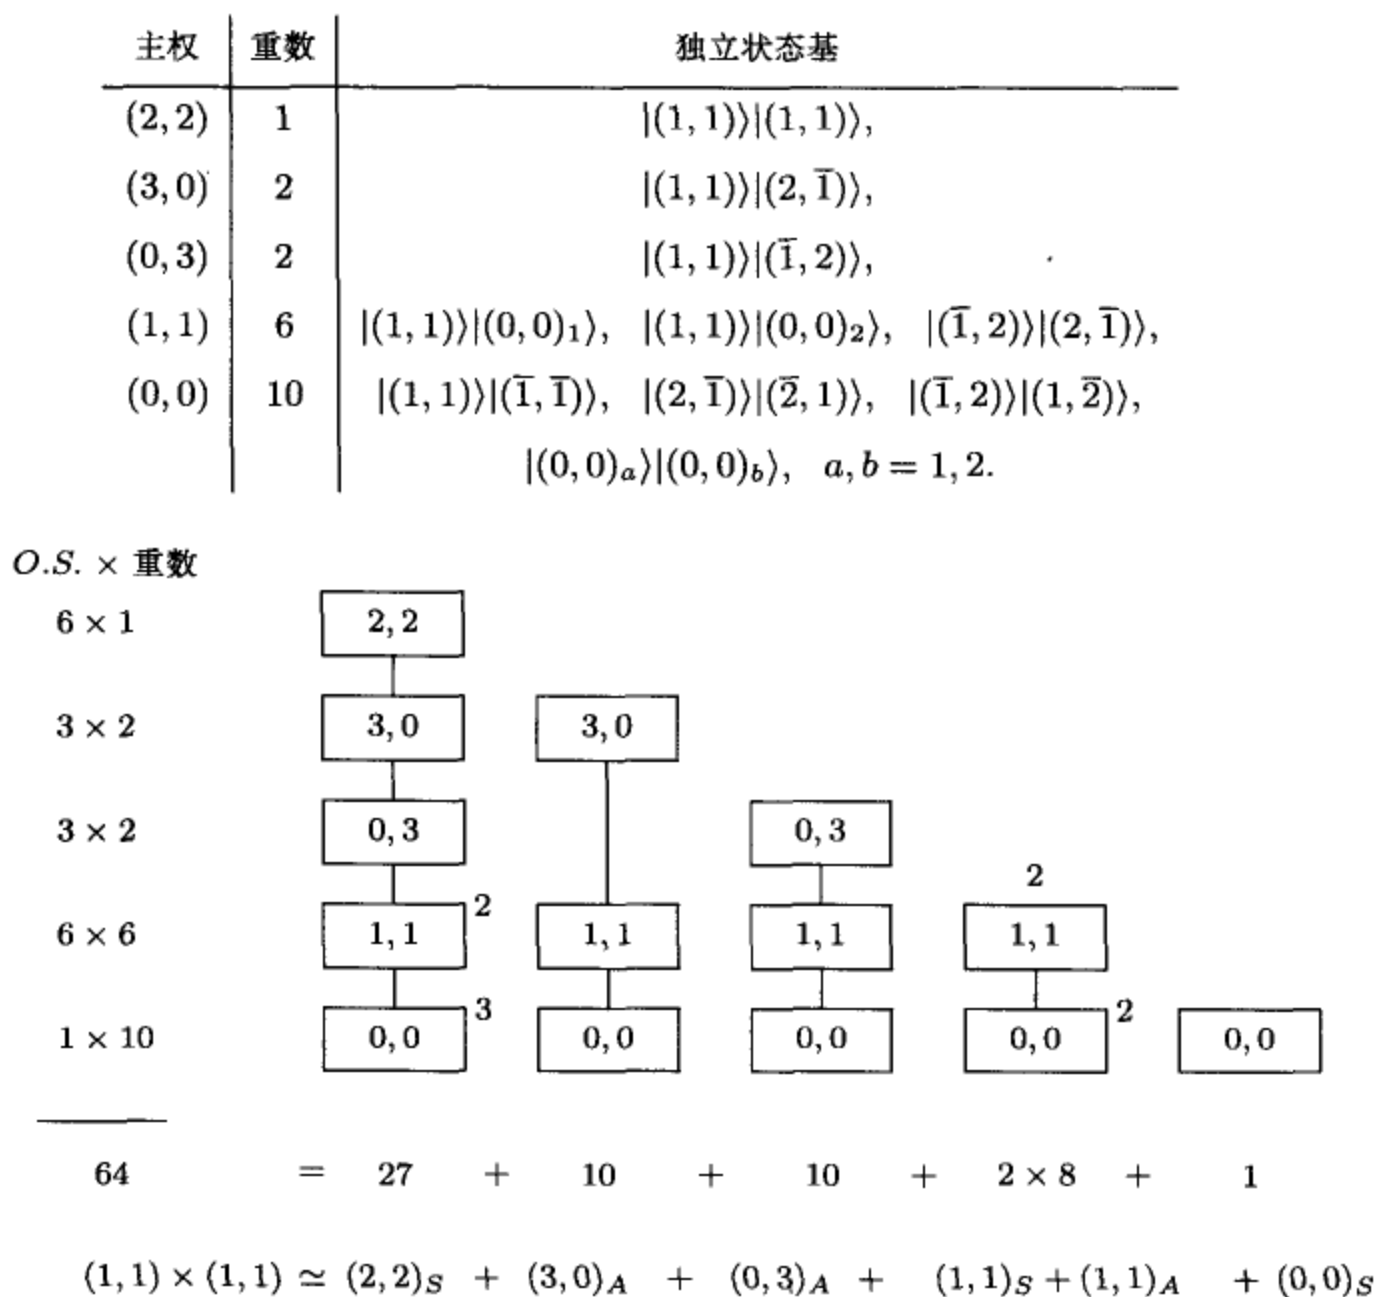 主权 重数 独立状态基
(2, 2) 1 |(1, 1)⟩|(1, 1)⟩,
(3, 0) 2 |(1, 1)⟩|(2, 1̅)⟩,
(0, 3) 2 |(1, 1)⟩|(1̅, 2)⟩,
(1, 1) 6 |(1, 1)⟩|(0, 0)₁⟩, |(1, 1)⟩|(0, 0)₂⟩, |(1̅, 2)⟩|(2, 1̅)⟩,
(0, 0) 10 |(1, 1)⟩|(1̅, 1̅)⟩, |(2, 1̅)⟩|(2̅, 1)⟩, |(1̅, 2)⟩|(1, 2̅)⟩,
|(0, 0)ₐ⟩|(0, 0)_b⟩, a, b = 1, 2.
O.S. × 重数
6 × 1 2, 2
3 × 2 3, 0 3, 0
3 × 2 0, 3 0, 3
2 2
6 × 6 1, 1 1, 1 1, 1 1, 1
3 2
1 × 10 0, 0 0, 0 0, 0 0, 0 0, 0
64 = 27 + 10 + 10 + 2 × 8 + 1
(1, 1) × (1, 1) ≃ (2, 2)_S + (3, 0)_A + (0, 3)_A + (1, 1)_S + (1, 1)_A + (0, 0)_S